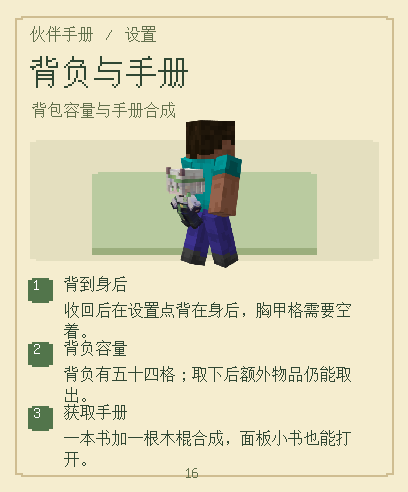 伙伴手册 / 设置
背负与手册
背包容量与手册合成
1 背到身后
收回后在设置点背在身后，胸甲格需要空
着。
2 背负容量
背负有五十四格；取下后额外物品仍能取
出。
3 获取手册
一本书加一根木棍合成，面板小书也能打
开。
16